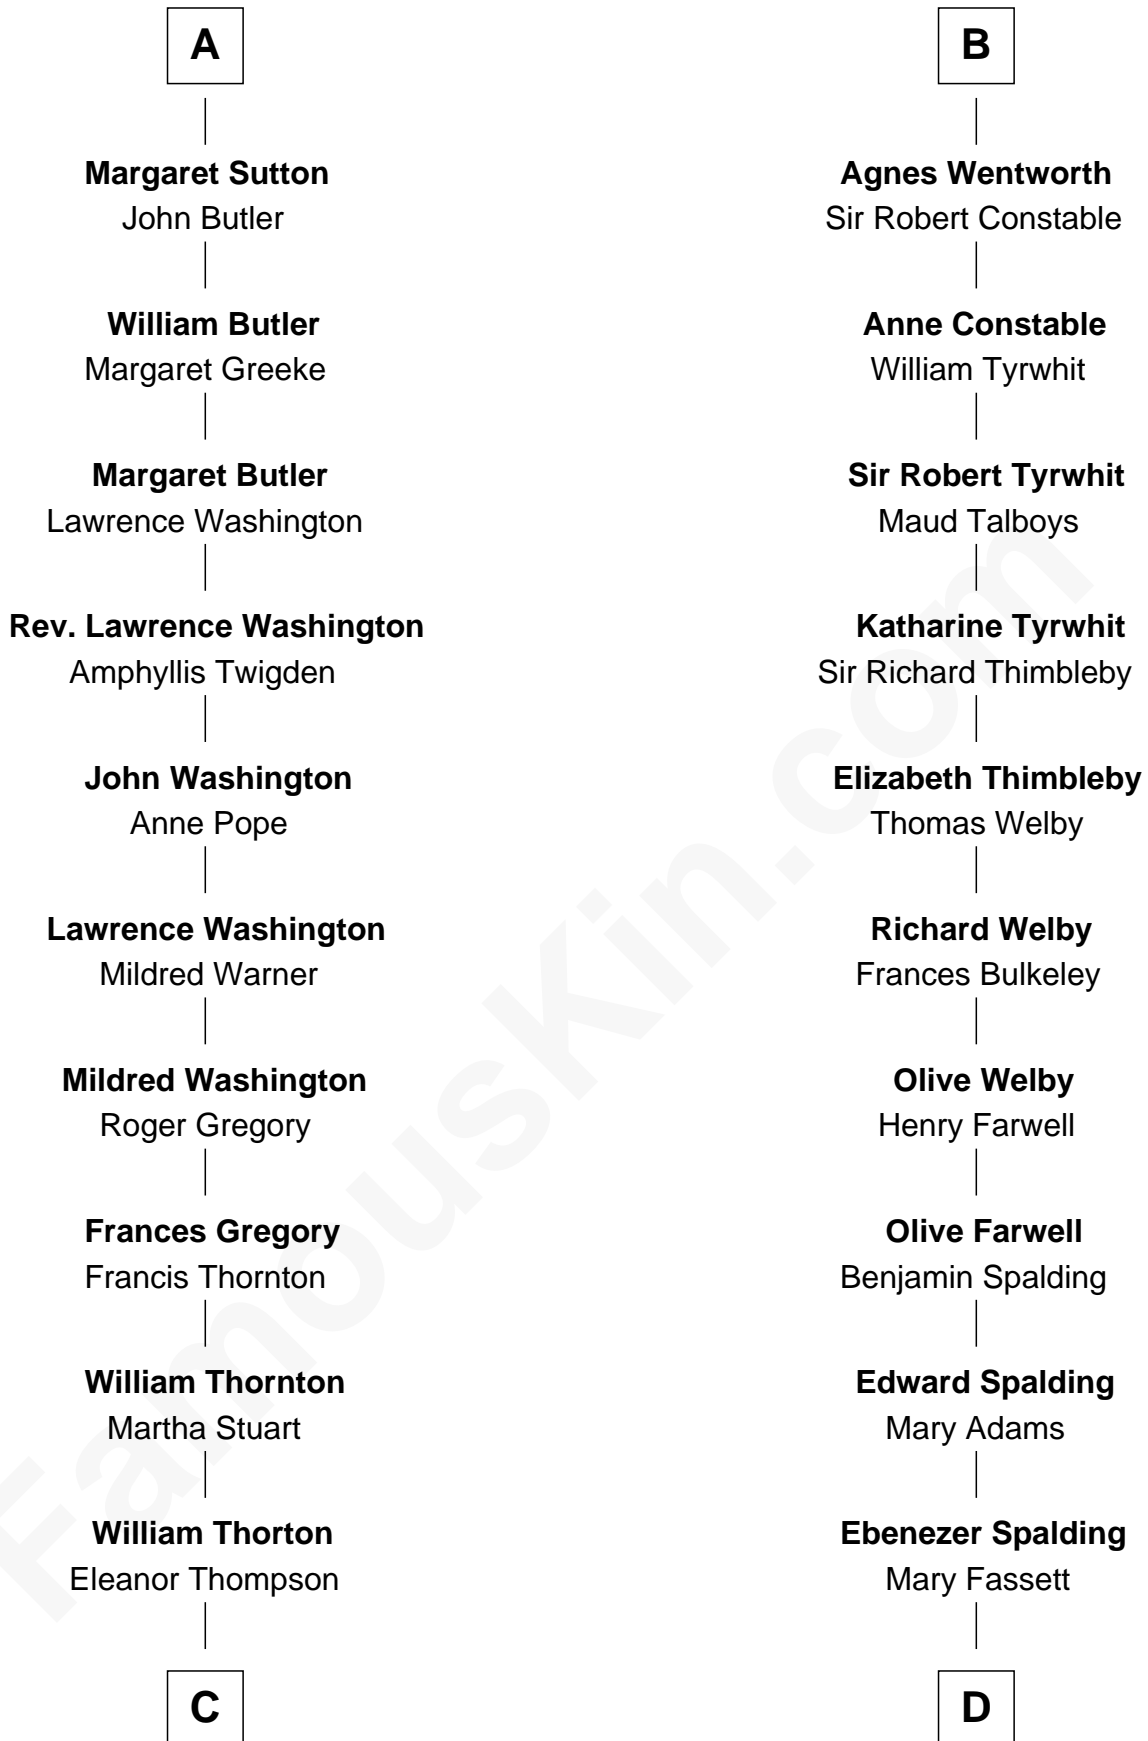 A
Margaret Sutton
John Butler
William Butler
Margaret Greeke
Margaret Butler
Lawrence Washington
Rev. Lawrence Washington
Amphyllis Twigden
John Washington
Anne Pope
Lawrence Washington
Mildred Warner
Mildred Washington
Roger Gregory
Frances Gregory
Francis Thornton
William Thornton
Martha Stuart
William Thorton
Eleanor Thompson
C
B
Agnes Wentworth
Sir Robert Constable
Anne Constable
William Tyrwhit
Sir Robert Tyrwhit
Maud Talboys
Katharine Tyrwhit
Sir Richard Thimbleby
Elizabeth Thimbleby
Thomas Welby
Richard Welby
Frances Bulkeley
Olive Welby
Henry Farwell
Olive Farwell
Benjamin Spalding
Edward Spalding
Mary Adams
Ebenezer Spalding
Mary Fassett
D
FamousKin.com